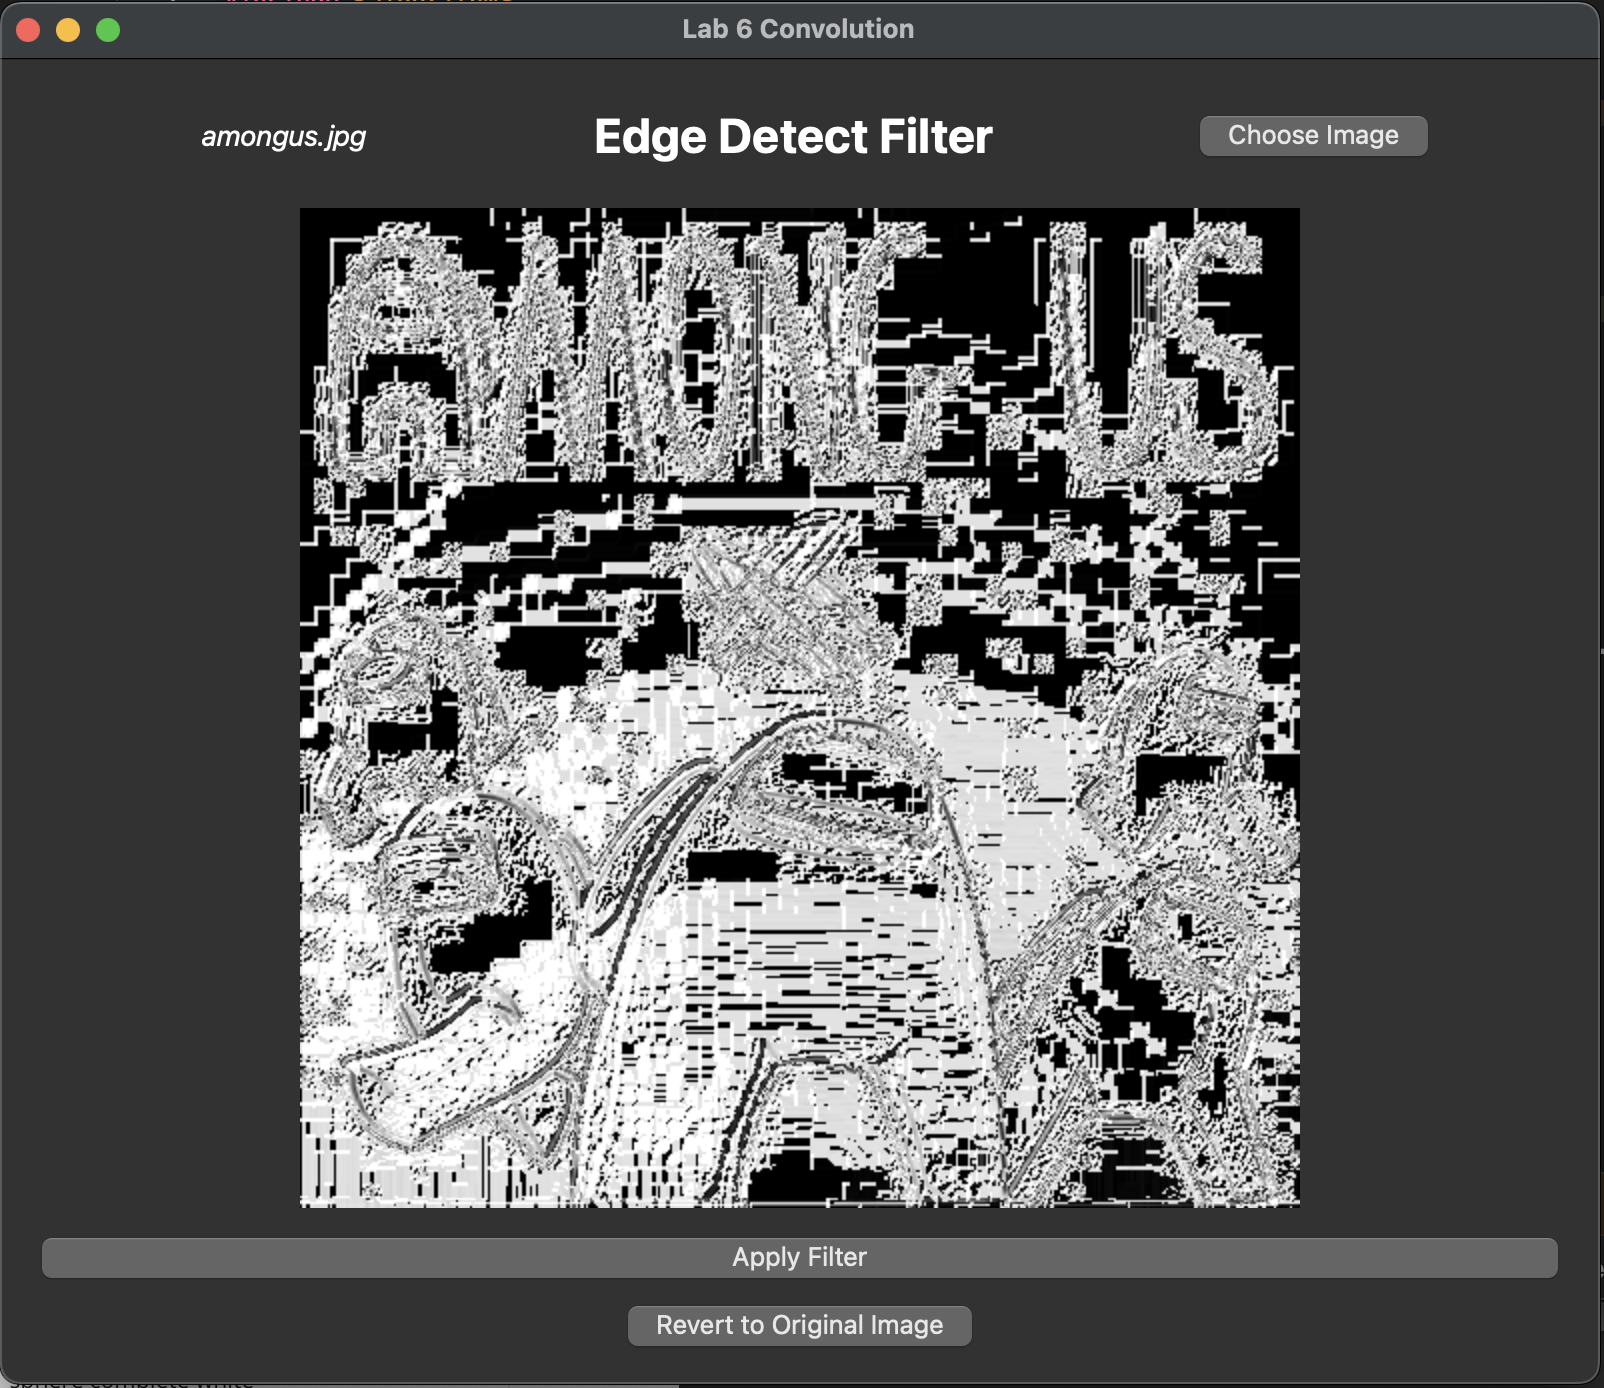 Lab 6 Convolution
amongus.jpg
Edge Detect Filter
Choose Image
AMONG US
Apply Filter
Revert to Original Image